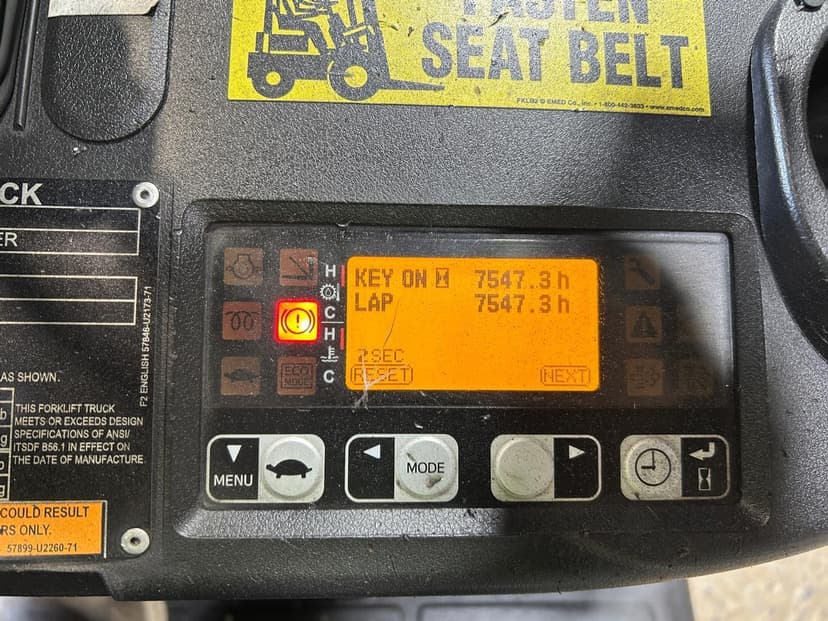 FASTEN
SEAT BELT
FKLB2 © EMED Co., Inc. • 1-800-442-3633 • www.emedco.com
CK
ER
F2 ENGLISH 57846-U2173-71
AS SHOWN.
b
g
b
g
THIS FORKLIFT TRUCK
MEETS OR EXCEEDS DESIGN
SPECIFICATIONS OF ANSI/
ITSDF B56.1 IN EFFECT ON
THE DATE OF MANUFACTURE
COULD RESULT
RS ONLY.
57899-U2260-71
H
C
H
C
ECO
MODE
KEY ON 7547.3 h
LAP 7547.3 h
2SEC
RESET NEXT
MENU
MODE